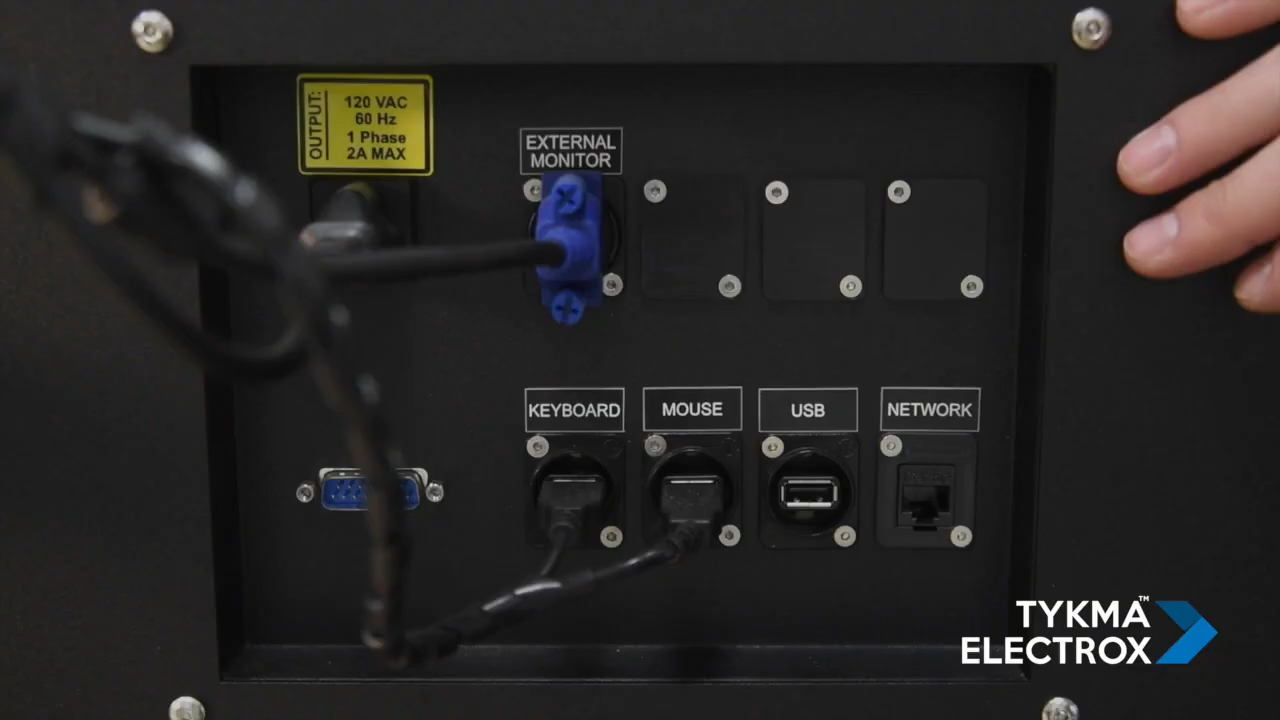 OUTPUT:
120 VAC
60 Hz
1 Phase
2A MAX
EXTERNAL
MONITOR
KEYBOARD
MOUSE
USB
NETWORK
TYKMA™
ELECTROX